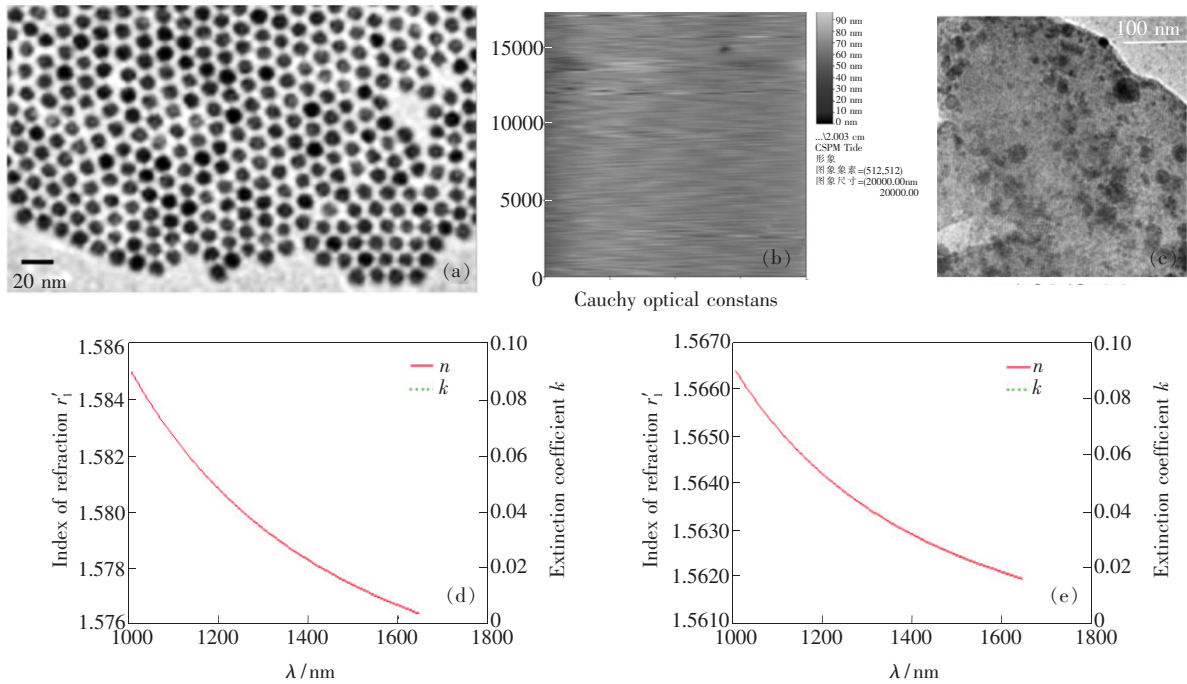 20 nm
(a)
15000
10000
5000
0
(b)
90 nm
80 nm
70 nm
60 nm
50 nm
40 nm
30 nm
20 nm
10 nm
0 nm
...\2.003 cm
CSPM Tide
形象
图象象素=(512,512)
图象尺寸=(20000.00nm
20000.00
100 nm
(c)
Cauchy optical constans
1.586
1.584
1.582
1.580
1.578
1.576
Index of refraction r′₁
0.10
0.08
0.06
0.04
0.02
0
Extinction coefficient k
n
k
(d)
1000 1200 1400 1600 1800
λ/nm
1.5670
1.5660
1.5650
1.5640
1.5630
1.5620
1.5610
Index of refraction r′₁
0.10
0.08
0.06
0.04
0.02
0
Extinction coefficient k
n
k
(e)
1000 1200 1400 1600 1800
λ/nm